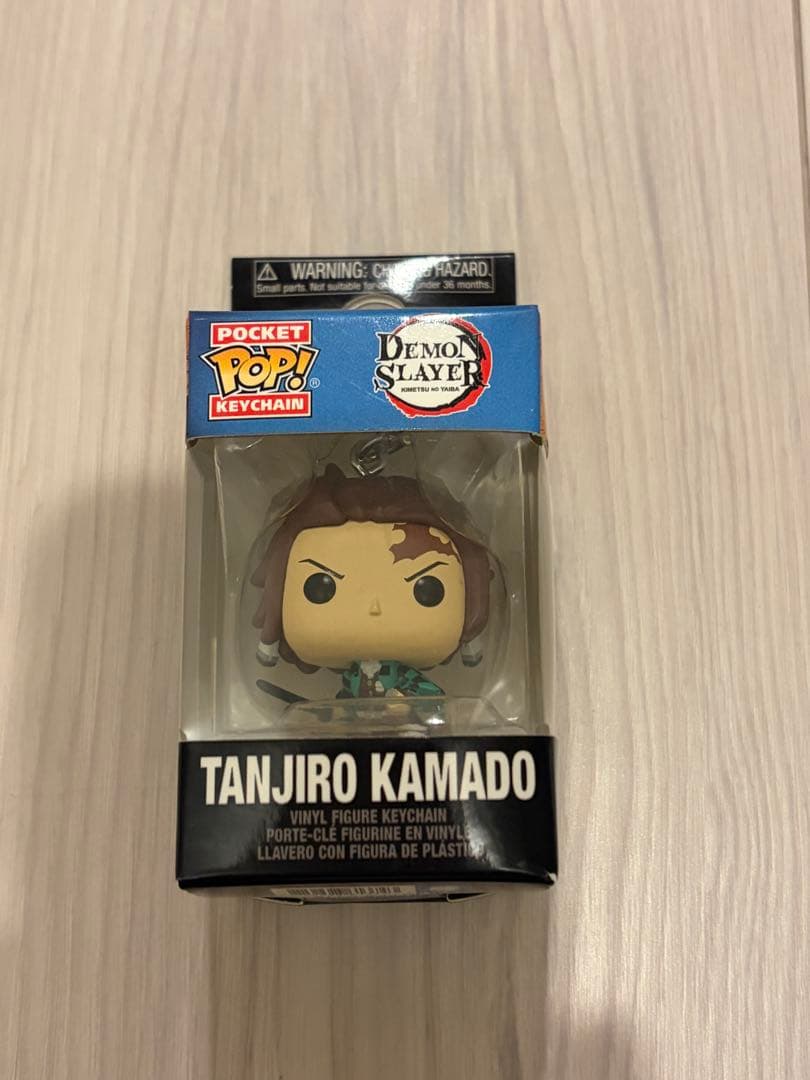 WARNING: CHOKING HAZARD.
Small parts. Not suitable for under 36 months.
POCKET
POP!®
KEYCHAIN
DEMON
SLAYER
KIMETSU NO YAIBA
TANJIRO KAMADO
VINYL FIGURE KEYCHAIN
PORTE-CLÉ FIGURINE EN VINYLE
LLAVERO CON FIGURA DE PLÁSTICO